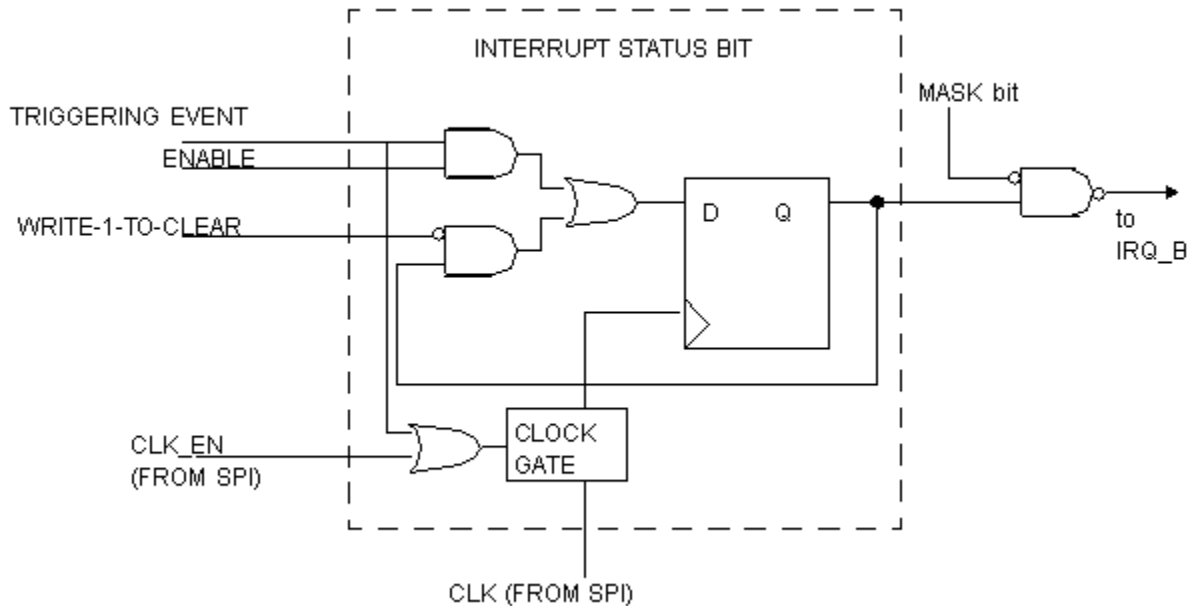 INTERRUPT STATUS BIT
MASK bit
TRIGGERING EVENT
ENABLE
WRITE-1-TO-CLEAR
D Q
to
IRQ_B
CLK_EN
(FROM SPI)
CLOCK
GATE
CLK (FROM SPI)